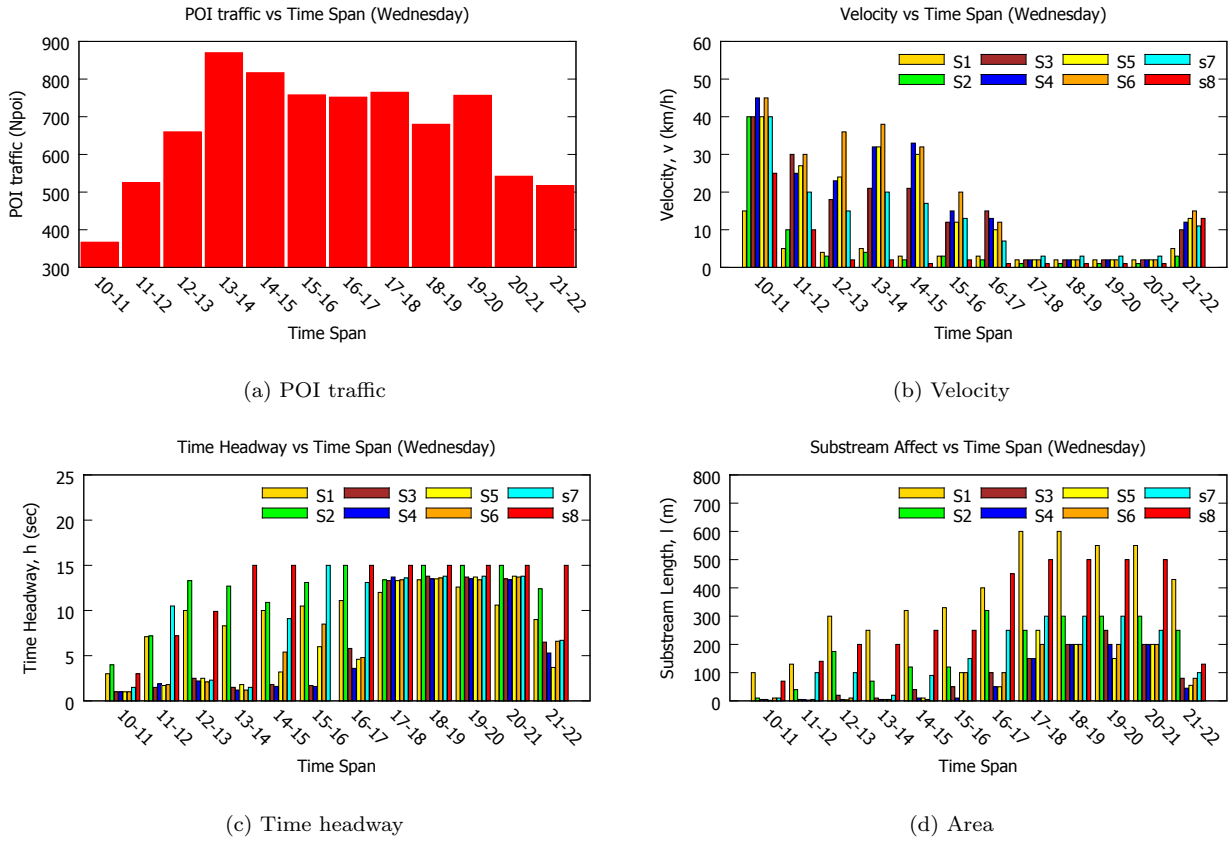 POI traffic vs Time Span (Wednesday)
900
800
700
600
500
400
300
POI traffic (Npoi)
10-11 11-12 12-13 13-14 14-15 15-16 16-17 17-18 18-19 19-20 20-21 21-22
Time Span
(a) POI traffic
Velocity vs Time Span (Wednesday)
60
50
40
30
20
10
0
Velocity, v (km/h)
S1 S3 S5 s7
S2 S4 S6 s8
10-11 11-12 12-13 13-14 14-15 15-16 16-17 17-18 18-19 19-20 20-21 21-22
Time Span
(b) Velocity
Time Headway vs Time Span (Wednesday)
25
20
15
10
5
0
Time Headway, h (sec)
S1 S3 S5 s7
S2 S4 S6 s8
10-11 11-12 12-13 13-14 14-15 15-16 16-17 17-18 18-19 19-20 20-21 21-22
Time Span
(c) Time headway
Substream Affect vs Time Span (Wednesday)
800
700
600
500
400
300
200
100
0
Substream Length, l (m)
S1 S3 S5 s7
S2 S4 S6 s8
10-11 11-12 12-13 13-14 14-15 15-16 16-17 17-18 18-19 19-20 20-21 21-22
Time Span
(d) Area